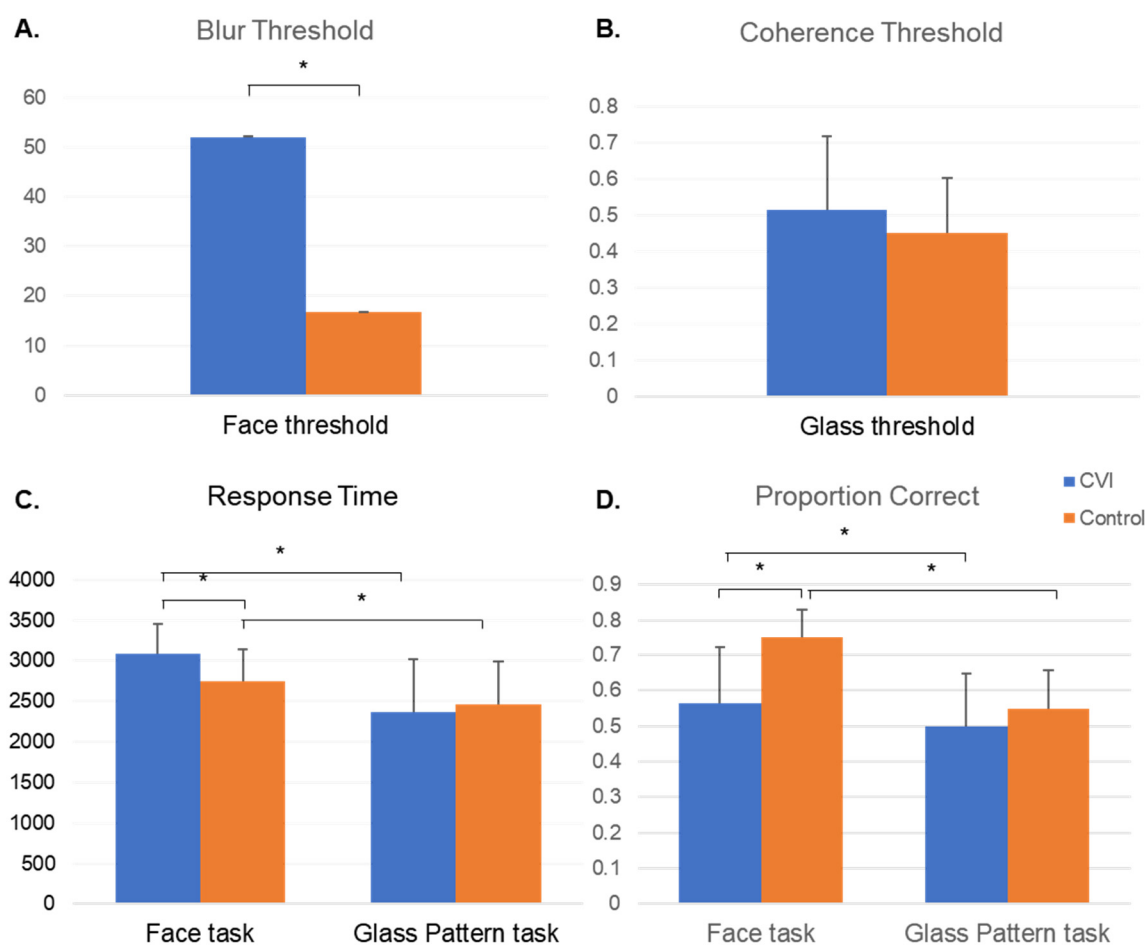 A.
Blur Threshold
*
60
50
40
30
20
10
0
Face threshold
B.
Coherence Threshold
0.8
0.7
0.6
0.5
0.4
0.3
0.2
0.1
0
Glass threshold
C.
Response Time
*
*
*
4000
3500
3000
2500
2000
1500
1000
500
0
Face task
Glass Pattern task
D.
Proportion Correct
CVI
Control
*
*
*
0.9
0.8
0.7
0.6
0.5
0.4
0.3
0.2
0.1
0
Face task
Glass Pattern task